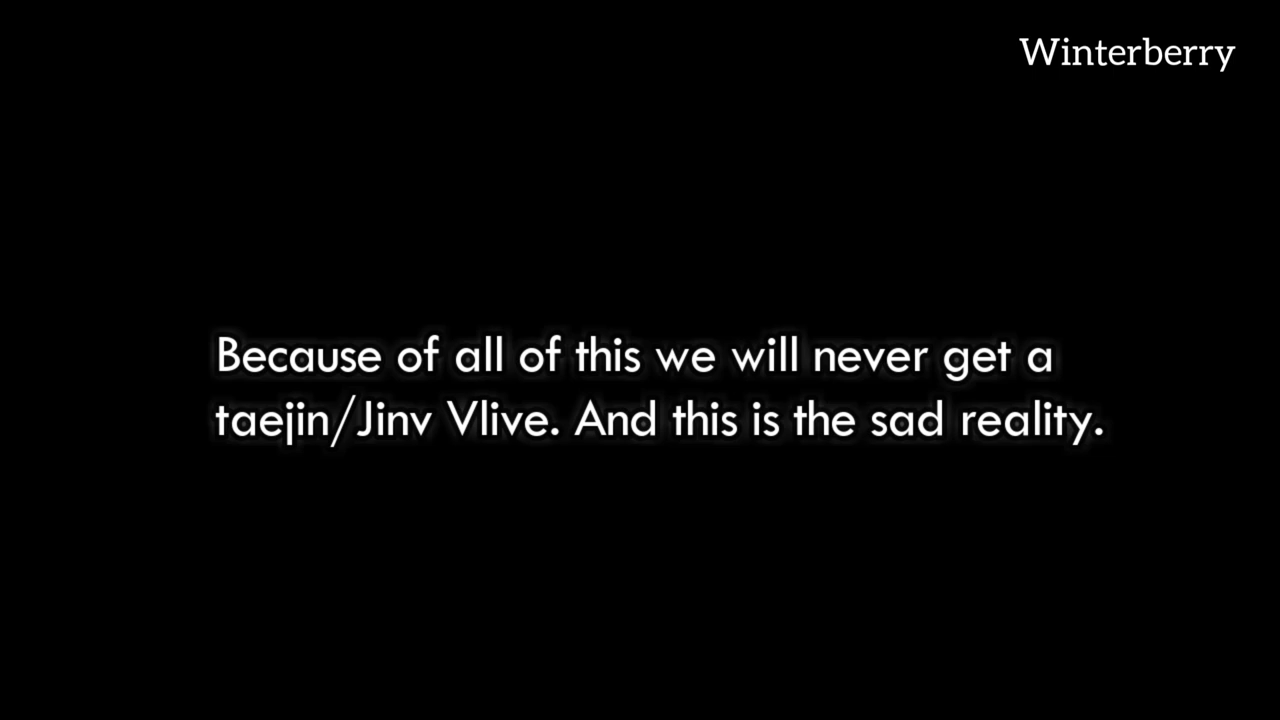 Winterberry
Because of all of this we will never get a
taejin/Jinv Vlive. And this is the sad reality.